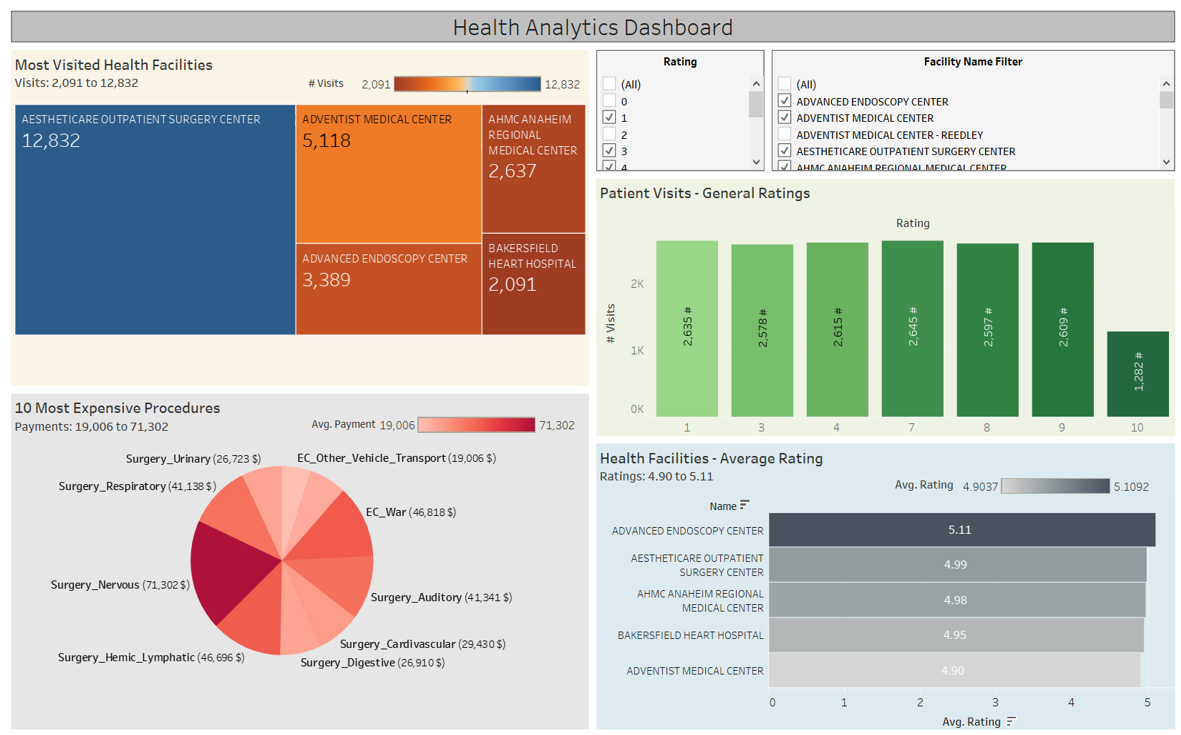 Health Analytics Dashboard
Most Visited Health Facilities
Visits: 2,091 to 12,832
# Visits
2,091
12,832
AESTHETICARE OUTPATIENT SURGERY CENTER
12,832
ADVENTIST MEDICAL CENTER
5,118
ADVANCED ENDOSCOPY CENTER
3,389
AHMC ANAHEIM
REGIONAL
MEDICAL CENTER
2,637
BAKERSFIELD
HEART HOSPITAL
2,091
Rating
(All)
0
1
2
3
4
Facility Name Filter
(All)
ADVANCED ENDOSCOPY CENTER
ADVENTIST MEDICAL CENTER
ADVENTIST MEDICAL CENTER - REEDLEY
AESTHETICARE OUTPATIENT SURGERY CENTER
AHMC ANAHEIM REGIONAL MEDICAL CENTER
Patient Visits - General Ratings
Rating
# Visits
2K
1K
0K
2,635 #
2,578 #
2,615 #
2,645 #
2,597 #
2,609 #
1,282 #
1
3
4
7
8
9
10
10 Most Expensive Procedures
Payments: 19,006 to 71,302
Avg. Payment
19,006
71,302
Surgery_Urinary (26,723 $)
EC_Other_Vehicle_Transport (19,006 $)
Surgery_Respiratory (41,138 $)
EC_War (46,818 $)
Surgery_Nervous (71,302 $)
Surgery_Auditory (41,341 $)
Surgery_Cardivascular (29,430 $)
Surgery_Hemic_Lymphatic (46,696 $)
Surgery_Digestive (26,910 $)
Health Facilities - Average Rating
Ratings: 4.90 to 5.11
Avg. Rating
4.9037
5.1092
Name
ADVANCED ENDOSCOPY CENTER
5.11
AESTHETICARE OUTPATIENT
SURGERY CENTER
4.99
AHMC ANAHEIM REGIONAL
MEDICAL CENTER
4.98
BAKERSFIELD HEART HOSPITAL
4.95
ADVENTIST MEDICAL CENTER
4.90
0
1
2
3
4
5
Avg. Rating